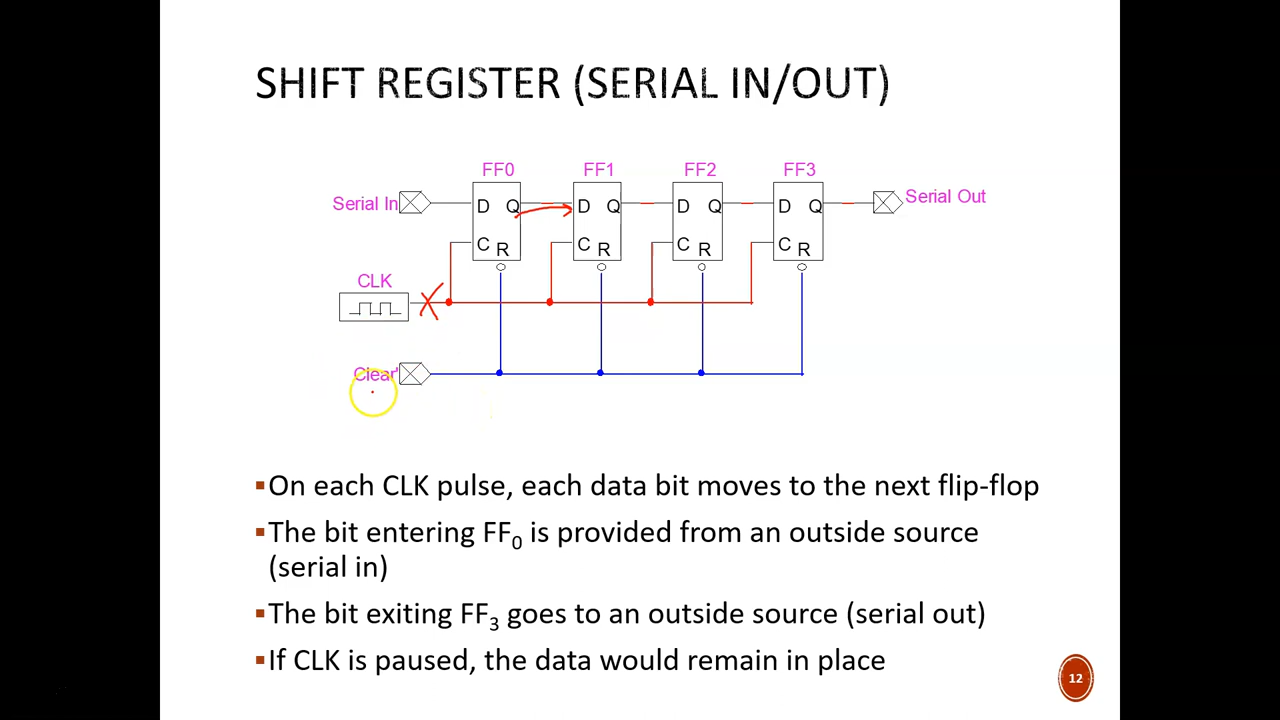 SHIFT REGISTER (SERIAL IN/OUT)
FF0 FF1 FF2 FF3
Serial In D Q D Q D Q D Q Serial Out
C R C R C R C R
CLK
Clear'
▪On each CLK pulse, each data bit moves to the next flip-flop
▪The bit entering FF₀ is provided from an outside source
(serial in)
▪The bit exiting FF₃ goes to an outside source (serial out)
▪If CLK is paused, the data would remain in place
12